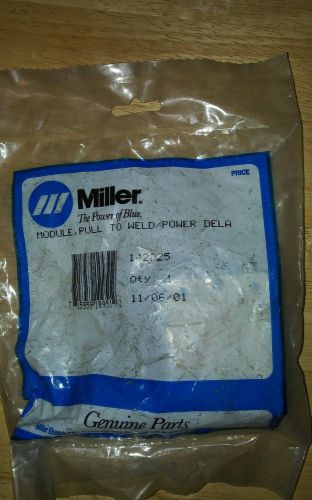 PRICE
Miller®
The Power of Blue.
MODULE,PULL TO WELD/POWER DELA
Qty 1
11/06/01
Genuine Parts
Miller